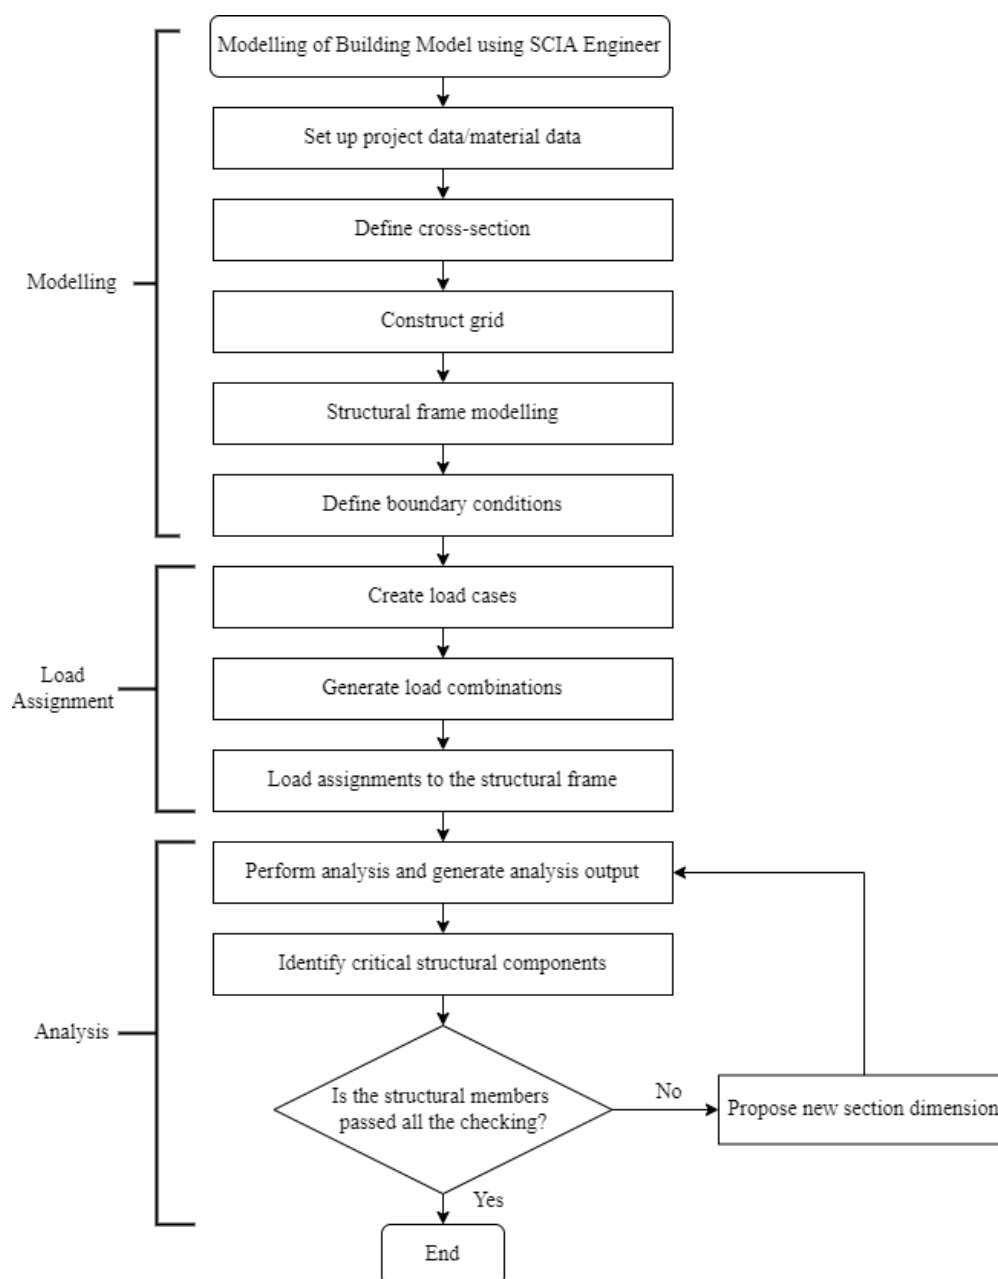 Modelling of Building Model using SCIA Engineer
Set up project data/material data
Define cross-section
Construct grid
Modelling
Structural frame modelling
Define boundary conditions
Create load cases
Load
Assignment
Generate load combinations
Load assignments to the structural frame
Perform analysis and generate analysis output
Identify critical structural components
Analysis
Is the structural members
passed all the checking?
No
Propose new section dimension
Yes
End